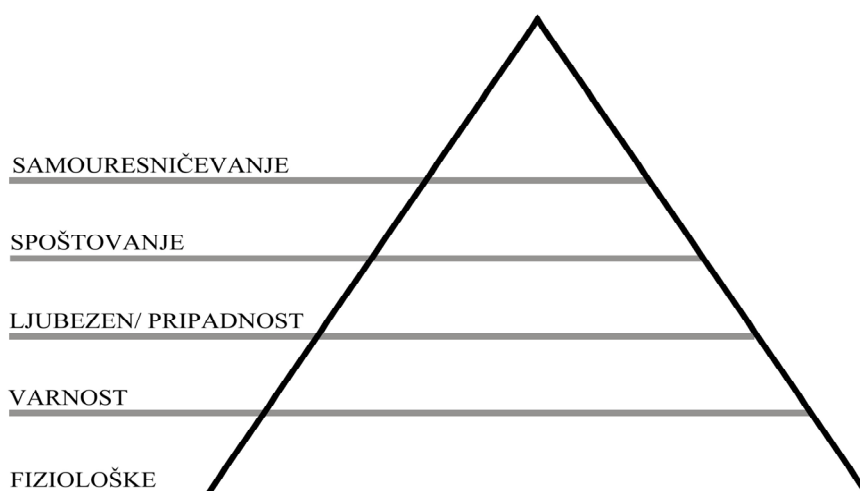 SAMOURESNIČEVANJE
SPOŠTOVANJE
LJUBEZEN/ PRIPADNOST
VARNOST
FIZIOLOŠKE